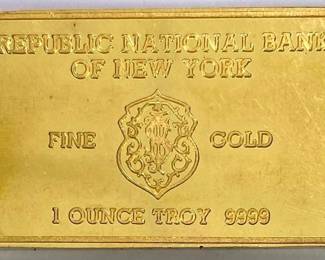 REPUBLIC NATIONAL BANK
OF NEW YORK
FINE GOLD
1 OUNCE TROY 9999